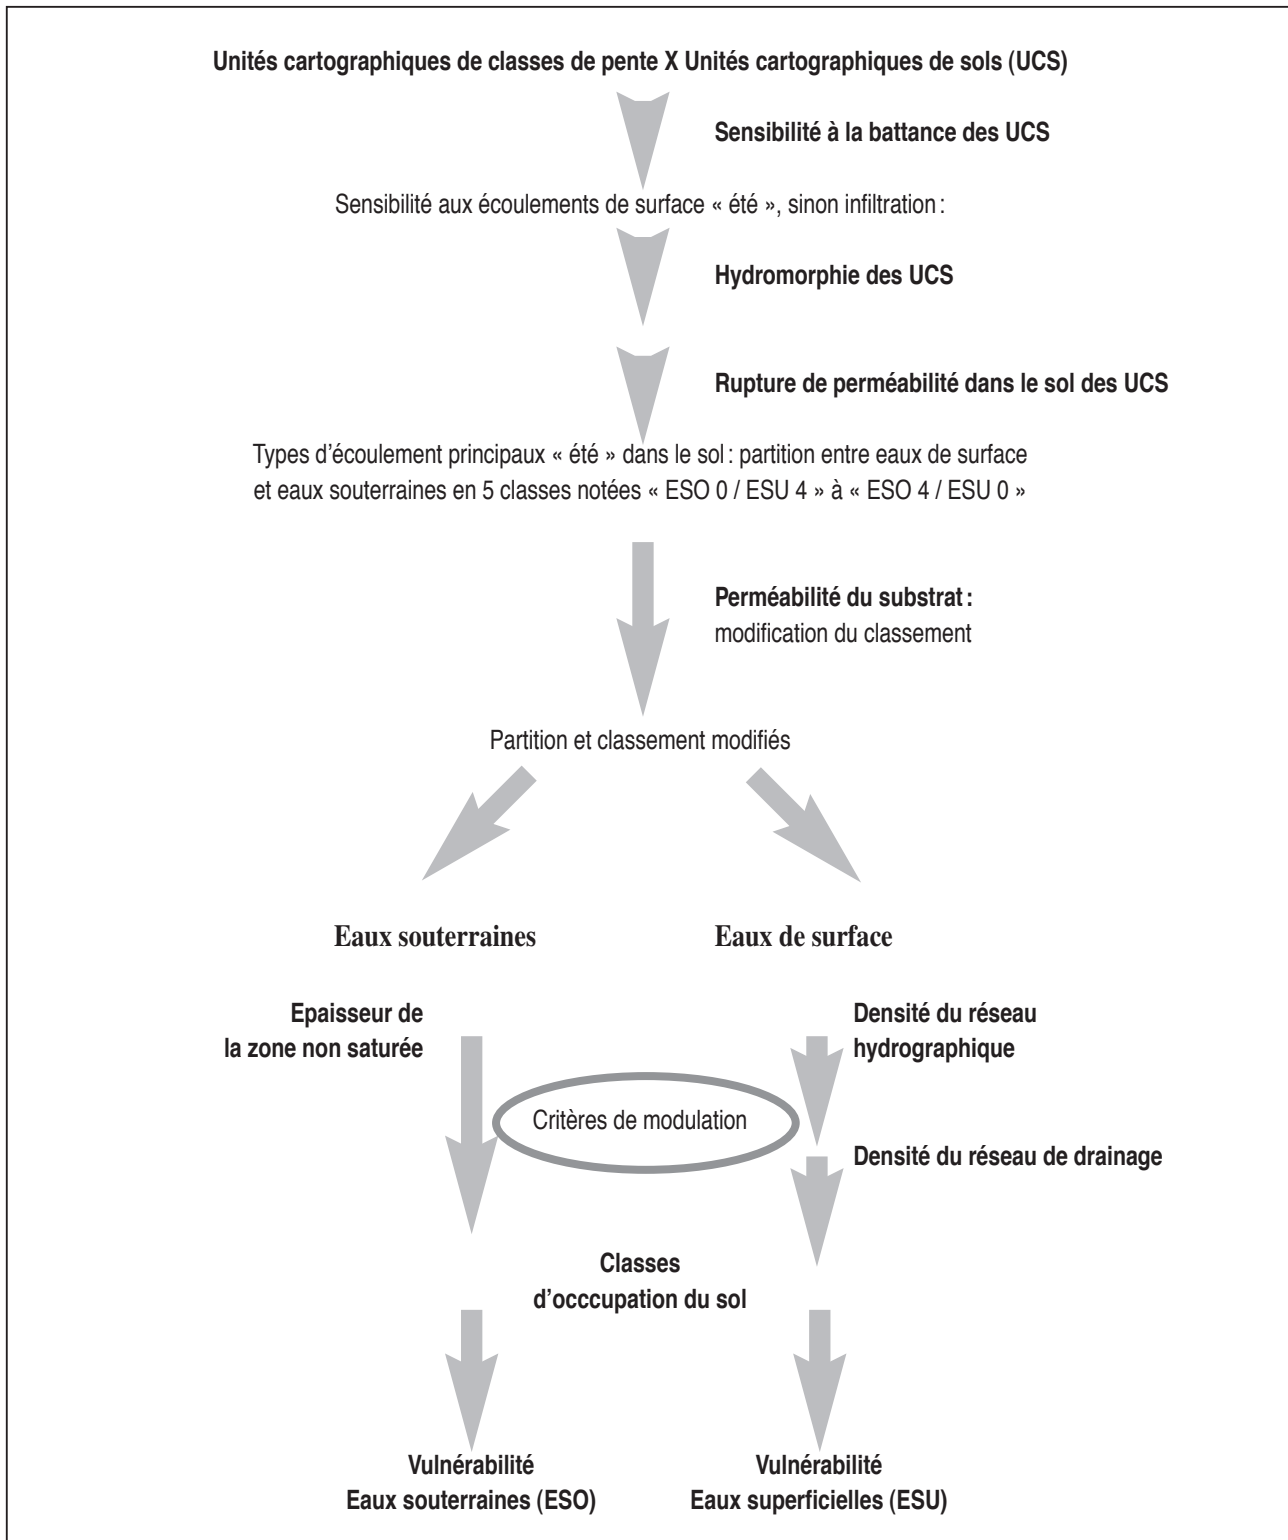 Unités cartographiques de classes de pente X Unités cartographiques de sols (UCS)
Sensibilité à la battance des UCS
Sensibilité aux écoulements de surface « été », sinon infiltration :
Hydromorphie des UCS
Rupture de perméabilité dans le sol des UCS
Types d'écoulement principaux « été » dans le sol : partition entre eaux de surface
et eaux souterraines en 5 classes notées « ESO 0 / ESU 4 » à « ESO 4 / ESU 0 »
Perméabilité du substrat :
modification du classement
Partition et classement modifiés
Eaux souterraines
Eaux de surface
Epaisseur de
la zone non saturée
Densité du réseau
hydrographique
Critères de modulation
Densité du réseau de drainage
Classes
d'occcupation du sol
Vulnérabilité
Eaux souterraines (ESO)
Vulnérabilité
Eaux superficielles (ESU)